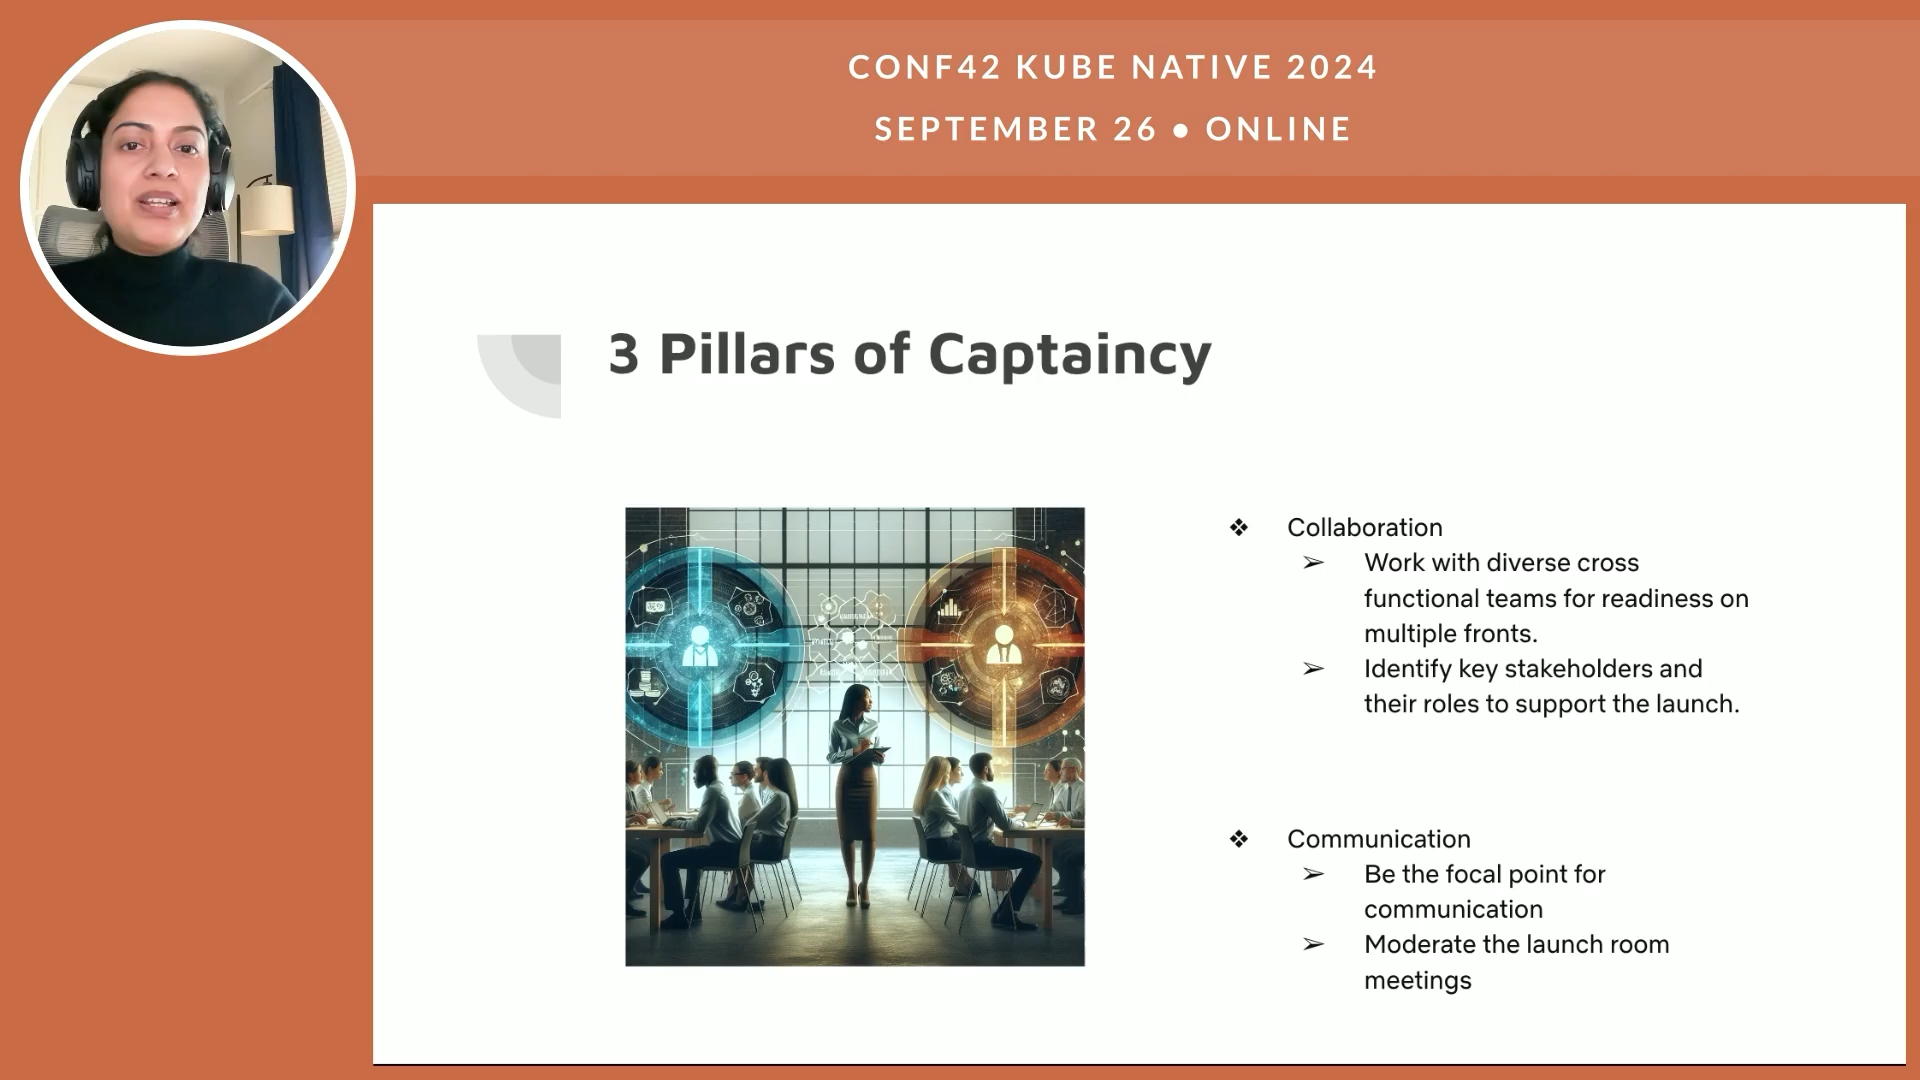 CONF42 KUBE NATIVE 2024
SEPTEMBER 26 ● ONLINE
3 Pillars of Captaincy
❖ Collaboration
➢ Work with diverse cross
functional teams for readiness on
multiple fronts.
➢ Identify key stakeholders and
their roles to support the launch.
❖ Communication
➢ Be the focal point for
communication
➢ Moderate the launch room
meetings